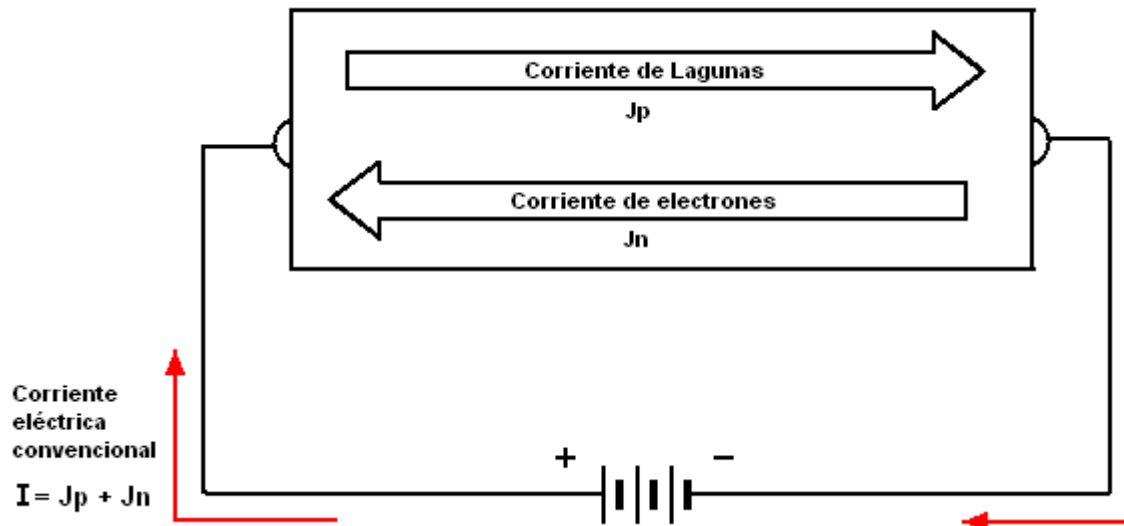 Corriente de Lagunas
Jp
Corriente de electrones
Jn
Corriente
eléctrica
convencional
I = Jp + Jn
+ −